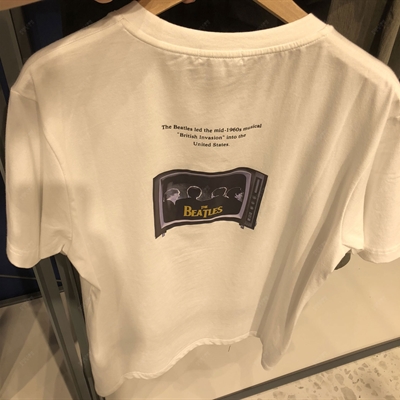 The Beatles led the mid-1960s musical
"British Invasion" into the
United States
THE
BEATLES